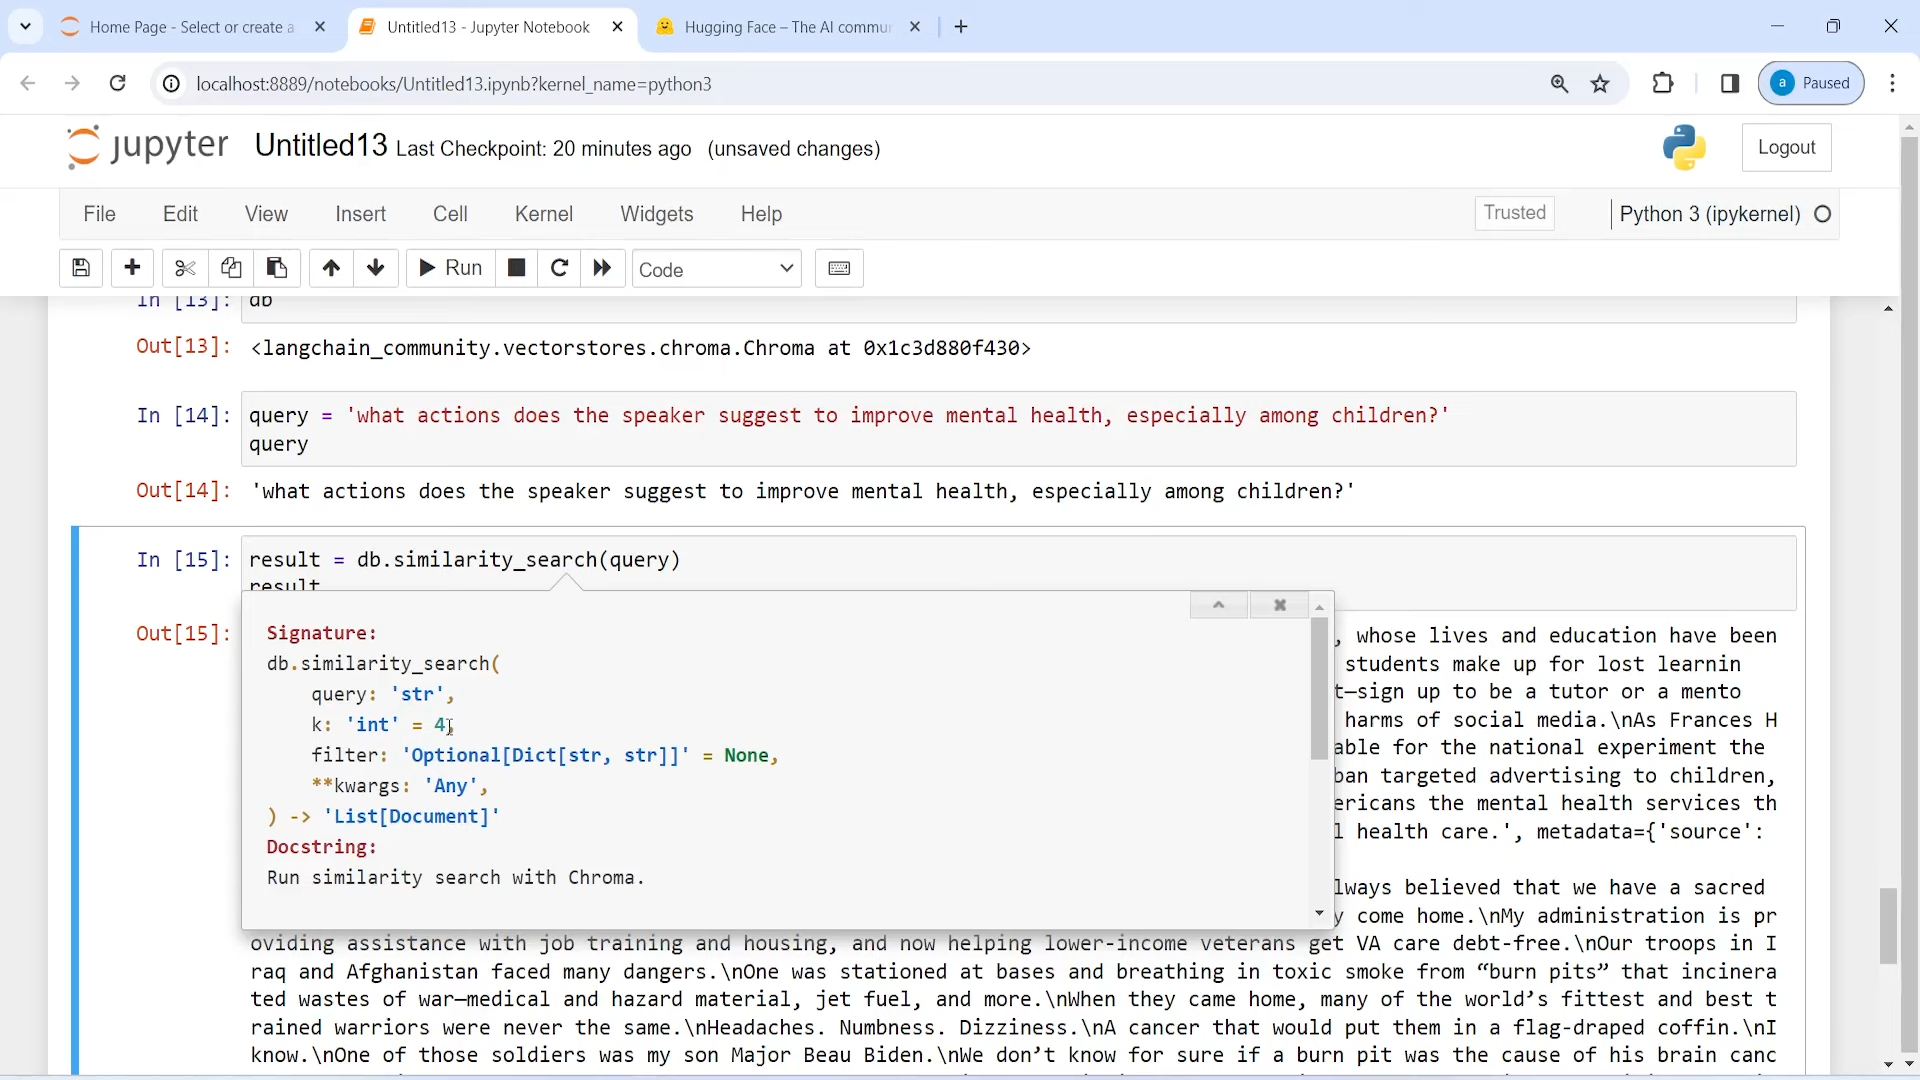 Home Page - Select or create a
Untitled13 - Jupyter Notebook
Hugging Face – The AI commun
localhost:8889/notebooks/Untitled13.ipynb?kernel_name=python3
a Paused
jupyter Untitled13 Last Checkpoint: 20 minutes ago (unsaved changes)
Logout
File Edit View Insert Cell Kernel Widgets Help
Trusted
Python 3 (ipykernel)
Run
Code
In [13]: db
Out[13]: <langchain_community.vectorstores.chroma.Chroma at 0x1c3d880f430>
In [14]: query = 'what actions does the speaker suggest to improve mental health, especially among children?'
query
Out[14]: 'what actions does the speaker suggest to improve mental health, especially among children?'
In [15]: result = db.similarity_search(query)
result
Out[15]:
, whose lives and education have been
students make up for lost learnin
t—sign up to be a tutor or a mento
harms of social media.\nAs Frances H
able for the national experiment the
ban targeted advertising to children,
ericans the mental health services th
l health care.', metadata={'source':
lways believed that we have a sacred
y come home.\nMy administration is pr
Signature:
db.similarity_search(
query: 'str',
k: 'int' = 4,
filter: 'Optional[Dict[str, str]]' = None,
**kwargs: 'Any',
) -> 'List[Document]'
Docstring:
Run similarity search with Chroma.
oviding assistance with job training and housing, and now helping lower-income veterans get VA care debt-free.\nOur troops in I
raq and Afghanistan faced many dangers.\nOne was stationed at bases and breathing in toxic smoke from “burn pits” that incinera
ted wastes of war—medical and hazard material, jet fuel, and more.\nWhen they came home, many of the world’s fittest and best t
rained warriors were never the same.\nHeadaches. Numbness. Dizziness.\nA cancer that would put them in a flag-draped coffin.\nI
know.\nOne of those soldiers was my son Major Beau Biden.\nWe don’t know for sure if a burn pit was the cause of his brain canc